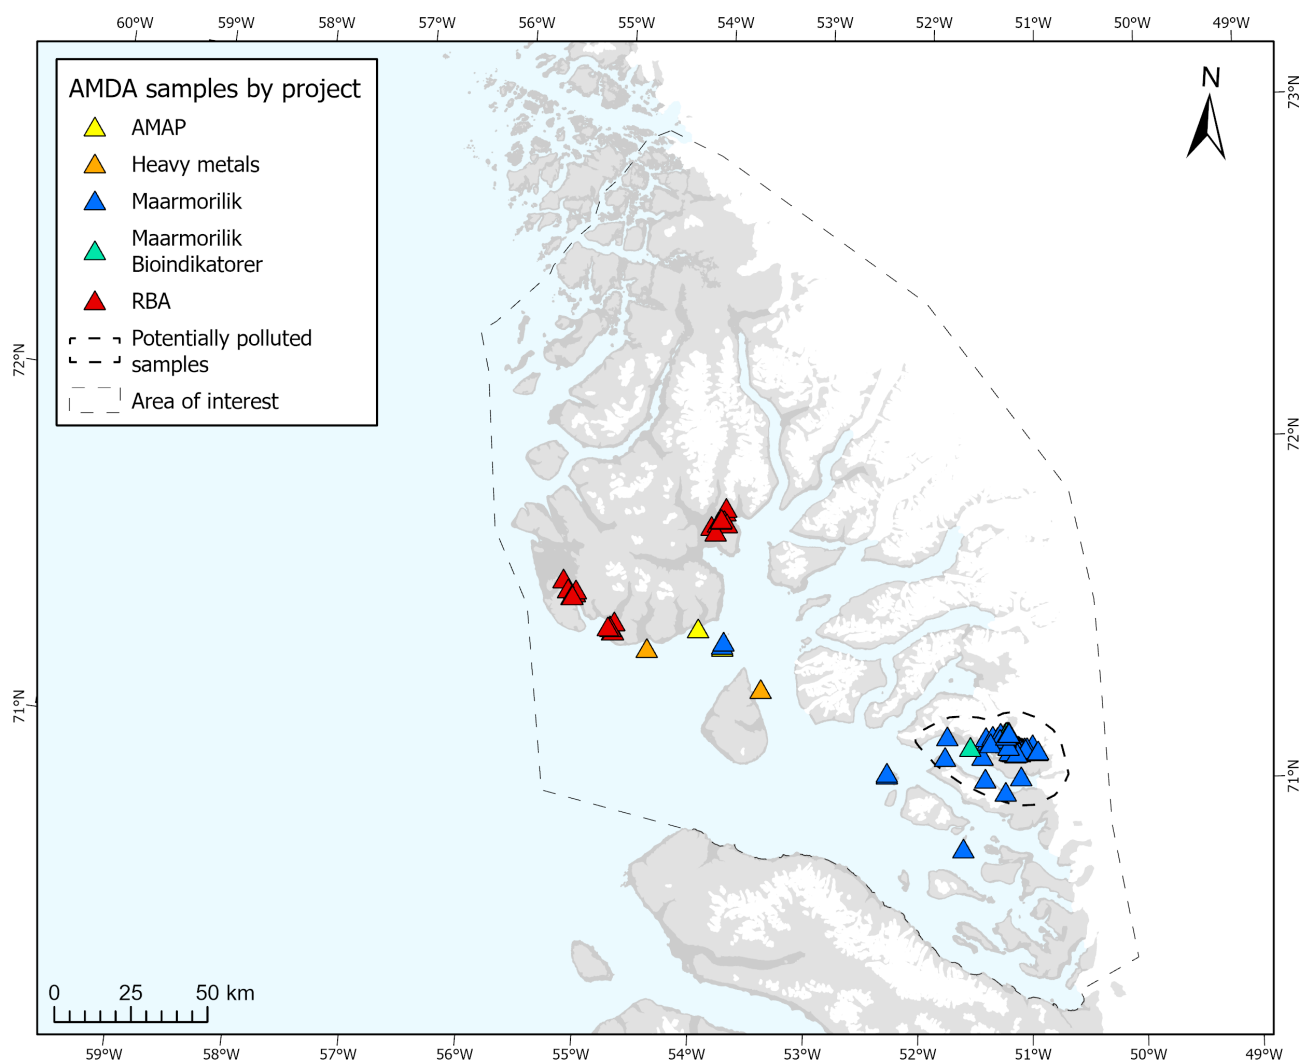 60°W 59°W 58°W 57°W 56°W 55°W 54°W 53°W 52°W 51°W 50°W 49°W
AMDA samples by project
AMAP
Heavy metals
Maarmorilik
Maarmorilik
Bioindikatorer
RBA
Potentially polluted
samples
Area of interest
N
73°N
72°N
72°N
71°N
71°N
0 25 50 km
59°W 58°W 57°W 56°W 55°W 54°W 53°W 52°W 51°W 50°W 49°W